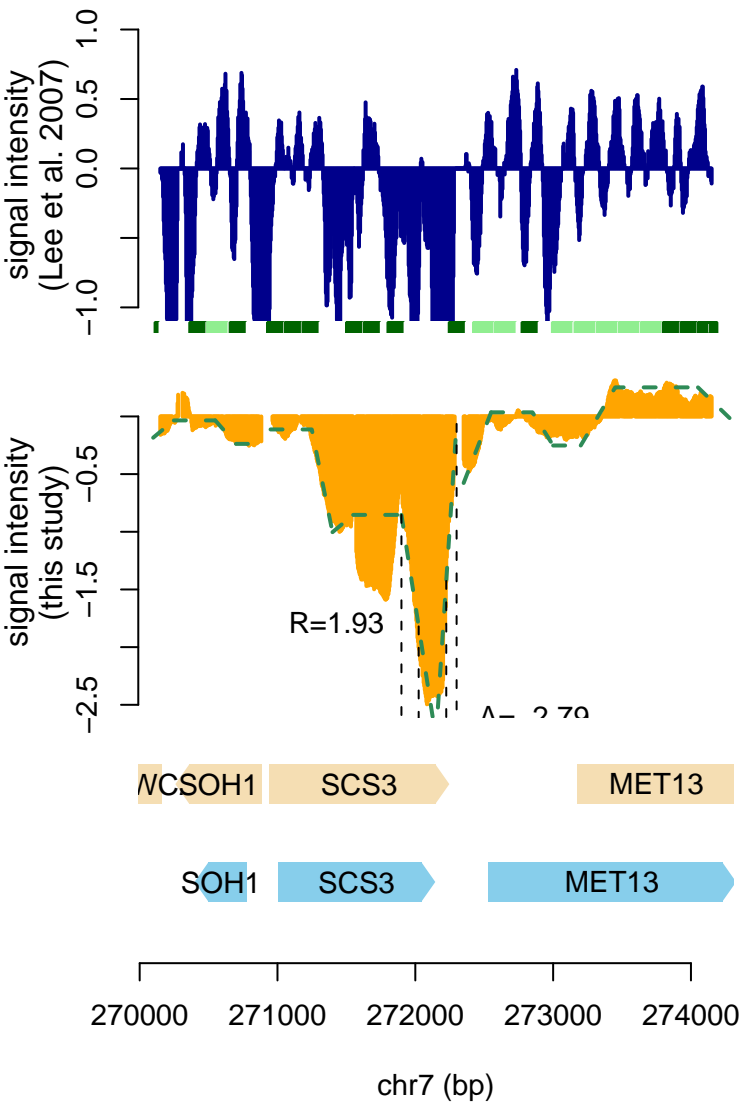 signal intensity
(Lee et al. 2007)
1.0
0.5
0.0
−1.0
signal intensity
(this study)
−0.5
−1.5
−2.5
R=1.93
SOH1
SCS3
MET13
SOH1
SCS3
MET13
270000 271000 272000 273000 274000
chr7 (bp)